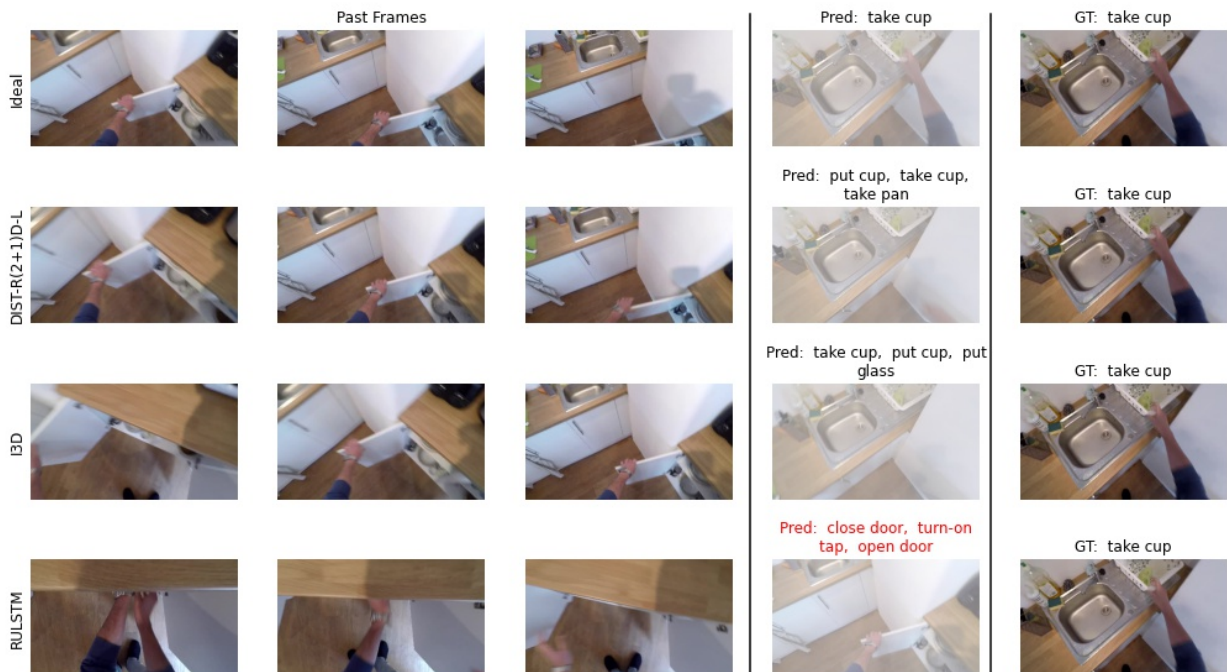 Past Frames
Pred: take cup
GT: take cup
Ideal
Pred: put cup, take cup,
take pan
GT: take cup
DIST-R(2+1)D-L
Pred: take cup, put cup, put
glass
GT: take cup
I3D
Pred: close door, turn-on
tap, open door
GT: take cup
RULSTM